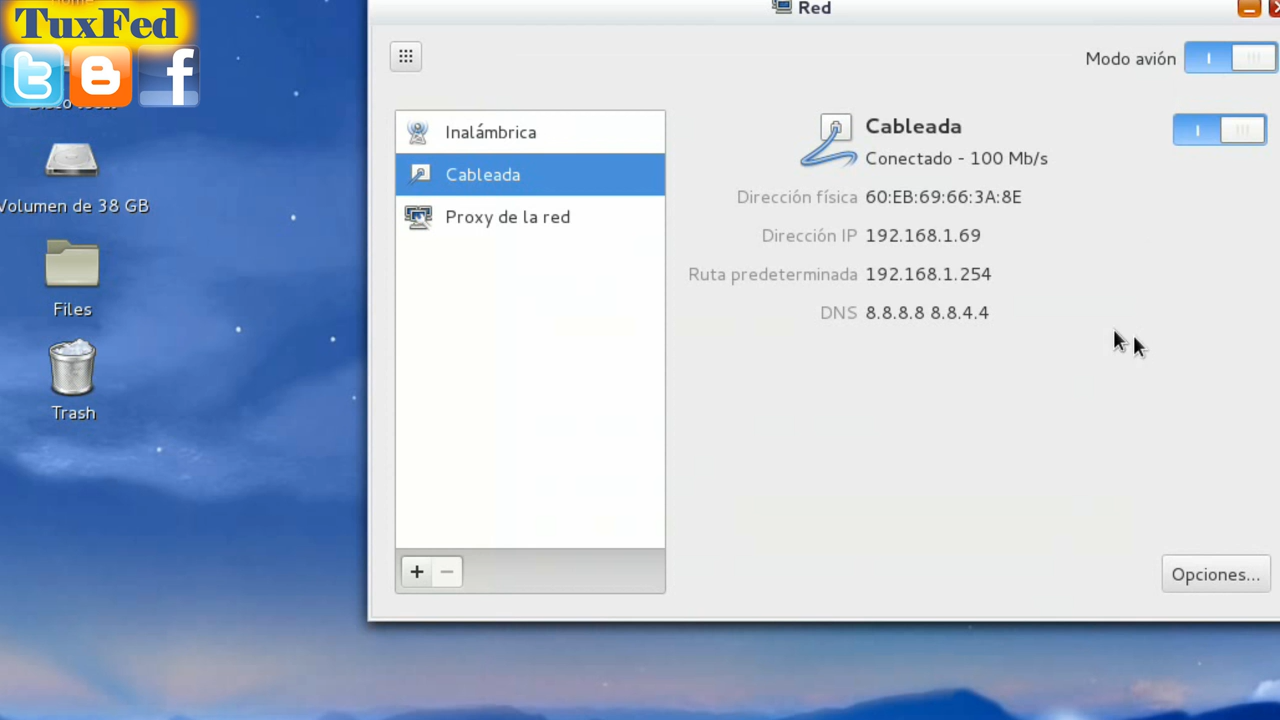 TuxFed
Volumen de 38 GB
Files
Trash
Red
Modo avión
Inalámbrica
Cableada
Proxy de la red
Cableada
Conectado - 100 Mb/s
Dirección física 60:EB:69:66:3A:8E
Dirección IP 192.168.1.69
Ruta predeterminada 192.168.1.254
DNS 8.8.8.8 8.8.4.4
Opciones...